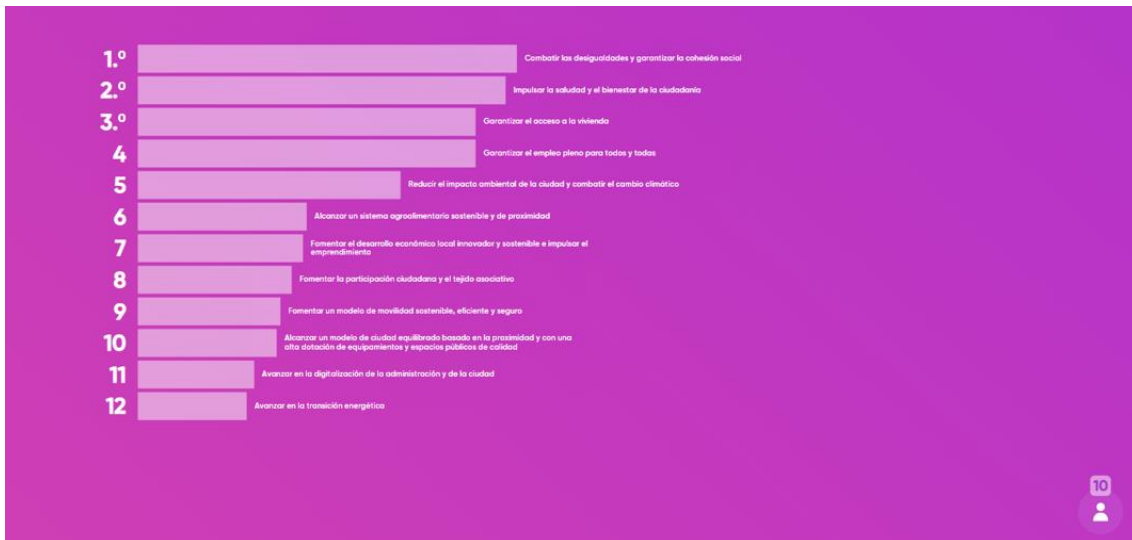 1.º
Combatir las desigualdades y garantizar la cohesión social
2.º
Impulsar la saludad y el bienestar de la ciudadanía
3.º
Garantizar el acceso a la vivienda
4
Garantizar el empleo pleno para todos y todas
5
Reducir el impacto ambiental de la ciudad y combatir el cambio climático
6
Alcanzar un sistema agroalimentario sostenible y de proximidad
7
Fomentar el desarrollo económico local innovador y sostenible e impulsar el
emprendimiento
8
Fomentar la participación ciudadana y el tejido asociativo
9
Fomentar un modelo de movilidad sostenible, eficiente y seguro
10
Alcanzar un modelo de ciudad equilibrado basado en la proximidad y con una
alta dotación de equipamientos y espacios públicos de calidad
11
Avanzar en la digitalización de la administración y de la ciudad
12
Avanzar en la transición energética
10